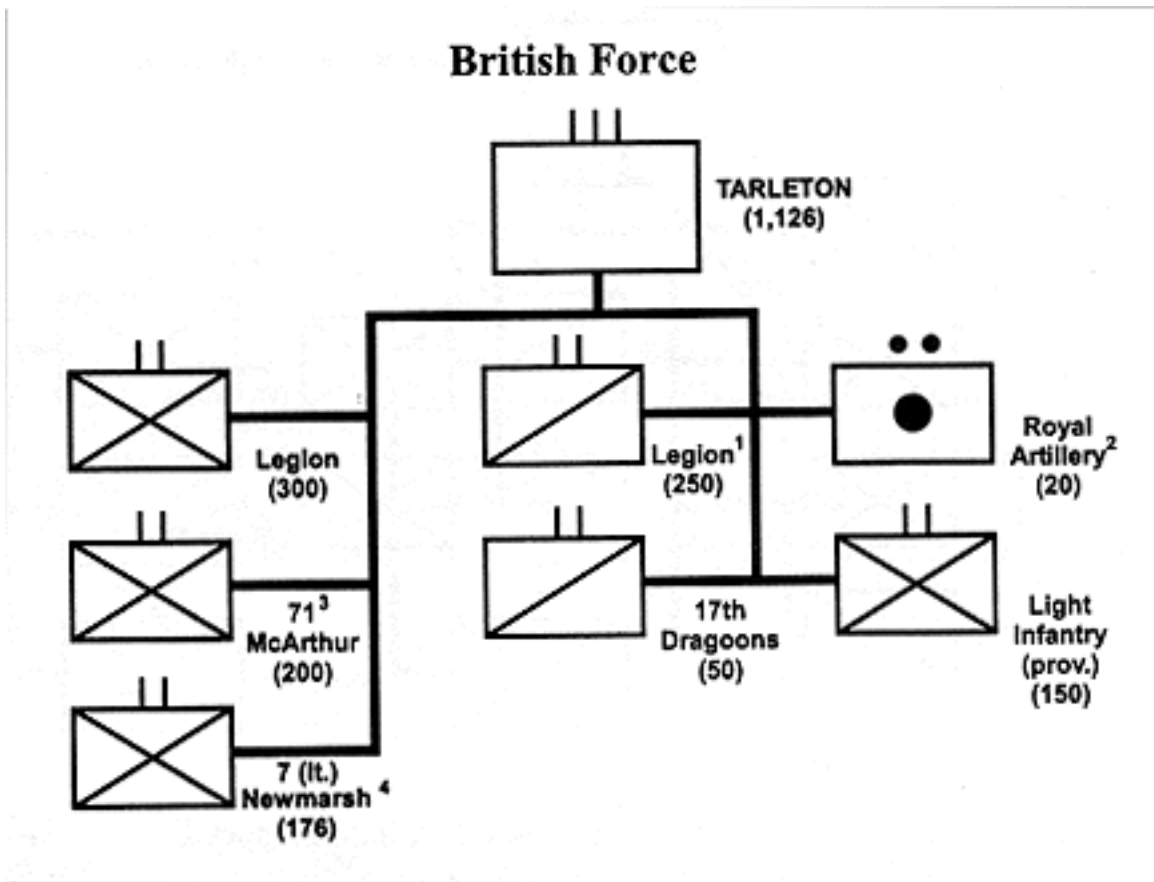 British Force
TARLETON
(1,126)
Legion
(300)
Legion¹
(250)
Royal
Artillery²
(20)
71³
McArthur
(200)
17th
Dragoons
(50)
Light
Infantry
(prov.)
(150)
7 (lt.)
Newmarsh ⁴
(176)